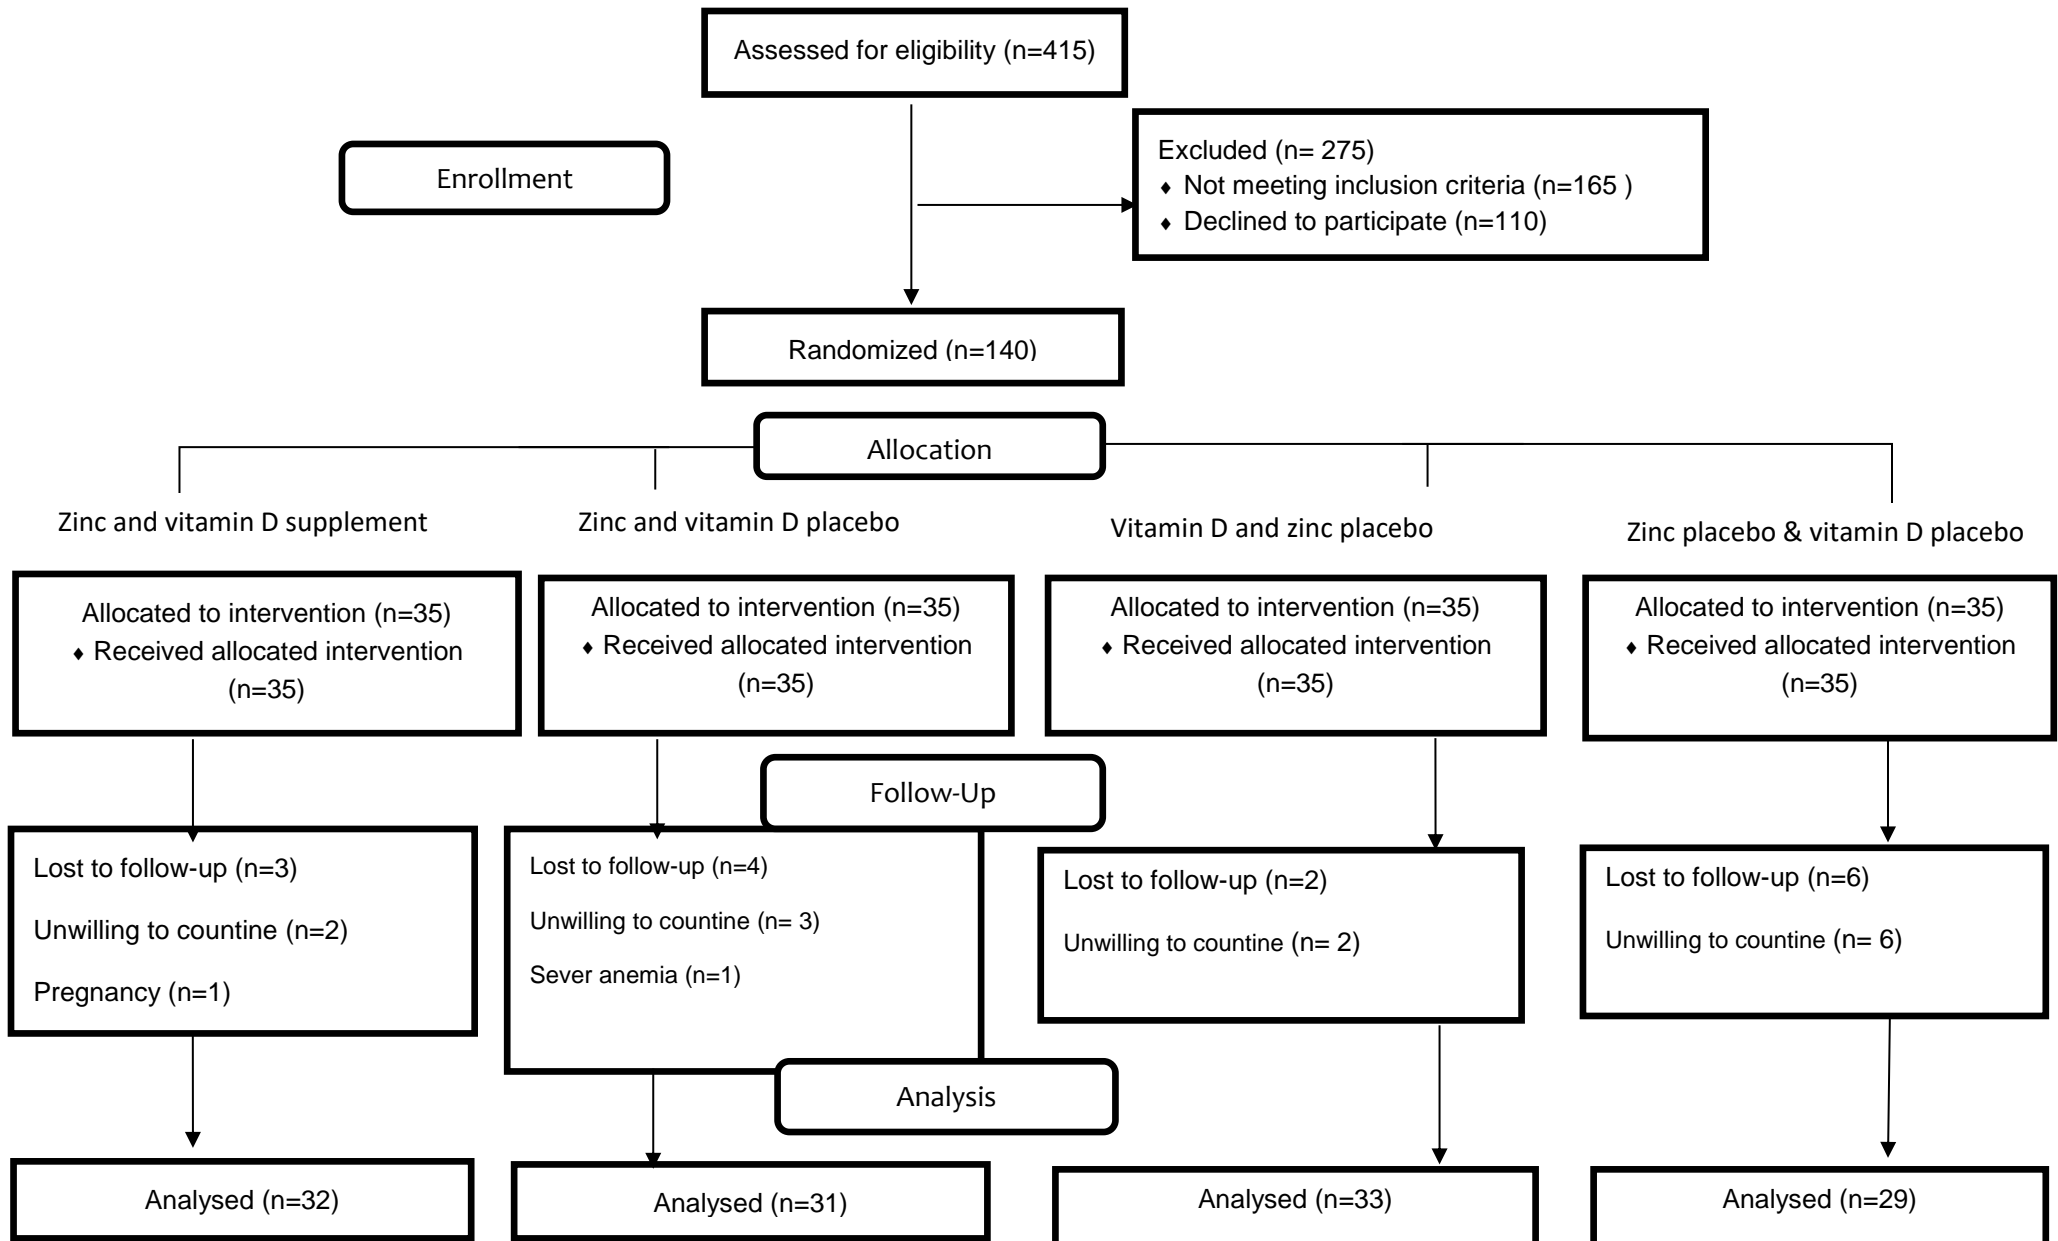 Assessed for eligibility (n=415)
Enrollment
Excluded (n= 275)
♦ Not meeting inclusion criteria (n=165 )
♦ Declined to participate (n=110)
Randomized (n=140)
Allocation
Zinc and vitamin D supplement
Zinc and vitamin D placebo
Vitamin D and zinc placebo
Zinc placebo & vitamin D placebo
Allocated to intervention (n=35)
♦ Received allocated intervention
(n=35)
Allocated to intervention (n=35)
♦ Received allocated intervention
(n=35)
Allocated to intervention (n=35)
♦ Received allocated intervention
(n=35)
Allocated to intervention (n=35)
♦ Received allocated intervention
(n=35)
Follow-Up
Lost to follow-up (n=3)
Unwilling to countine (n=2)
Pregnancy (n=1)
Lost to follow-up (n=4)
Unwilling to countine (n= 3)
Sever anemia (n=1)
Lost to follow-up (n=2)
Unwilling to countine (n= 2)
Lost to follow-up (n=6)
Unwilling to countine (n= 6)
Analysis
Analysed (n=32)
Analysed (n=31)
Analysed (n=33)
Analysed (n=29)